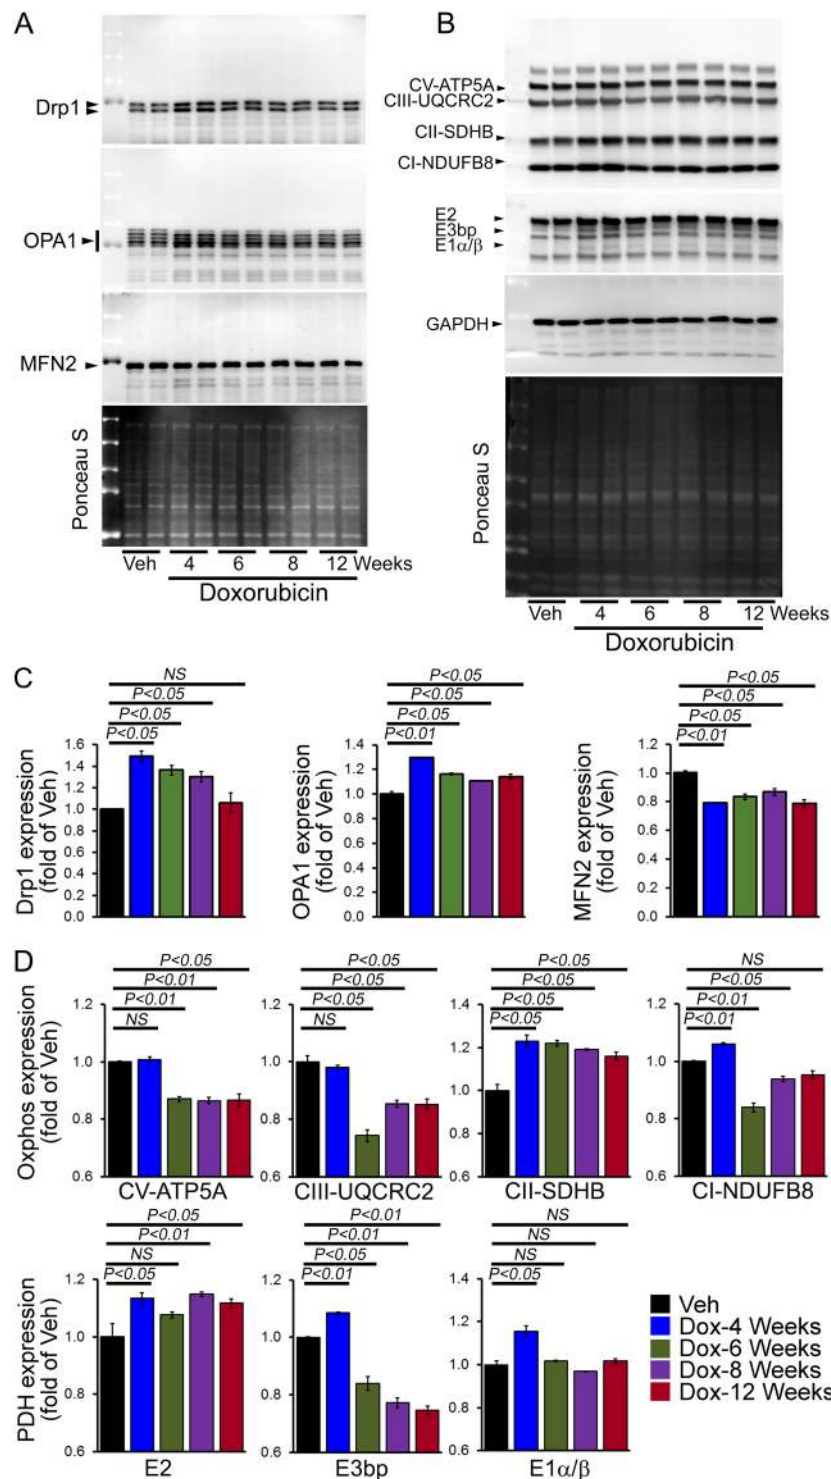 A
Drp1
OPA1
MFN2
Ponceau S
Veh 4 6 8 12 Weeks
Doxorubicin
B
CV-ATP5A
CIII-UQCRC2
CII-SDHB
CI-NDUFB8
E2
E3bp
E1α/β
GAPDH
Ponceau S
Veh 4 6 8 12 Weeks
Doxorubicin
C
NS
P<0.05
P<0.05
P<0.05
Drp1 expression
(fold of Veh)
1.6
1.4
1.2
1.0
0.8
0.6
0.4
0.2
0.0
P<0.05
P<0.05
P<0.05
P<0.01
OPA1 expression
(fold of Veh)
1.4
1.2
1.0
0.8
0.6
0.4
0.2
0.0
P<0.05
P<0.05
P<0.05
P<0.01
MFN2 expression
(fold of Veh)
1.2
1.0
0.8
0.6
0.4
0.2
0.0
D
P<0.05
P<0.01
P<0.01
NS
Oxphos expression
(fold of Veh)
1.2
1.0
0.8
0.6
CV-ATP5A
P<0.05
P<0.05
P<0.05
NS
1.2
1.0
0.8
0.6
CIII-UQCRC2
P<0.05
P<0.05
P<0.05
P<0.05
1.4
1.2
1.0
0.8
0.6
CII-SDHB
NS
P<0.05
P<0.01
P<0.01
1.2
1.0
0.8
0.6
CI-NDUFB8
P<0.05
P<0.01
NS
P<0.05
PDH expression
(fold of Veh)
1.2
1.0
0.8
0.6
E2
P<0.01
P<0.01
P<0.05
P<0.01
1.2
1.0
0.8
0.6
E3bp
NS
NS
NS
P<0.05
1.4
1.2
1.0
0.8
0.6
E1α/β
Veh
Dox-4 Weeks
Dox-6 Weeks
Dox-8 Weeks
Dox-12 Weeks